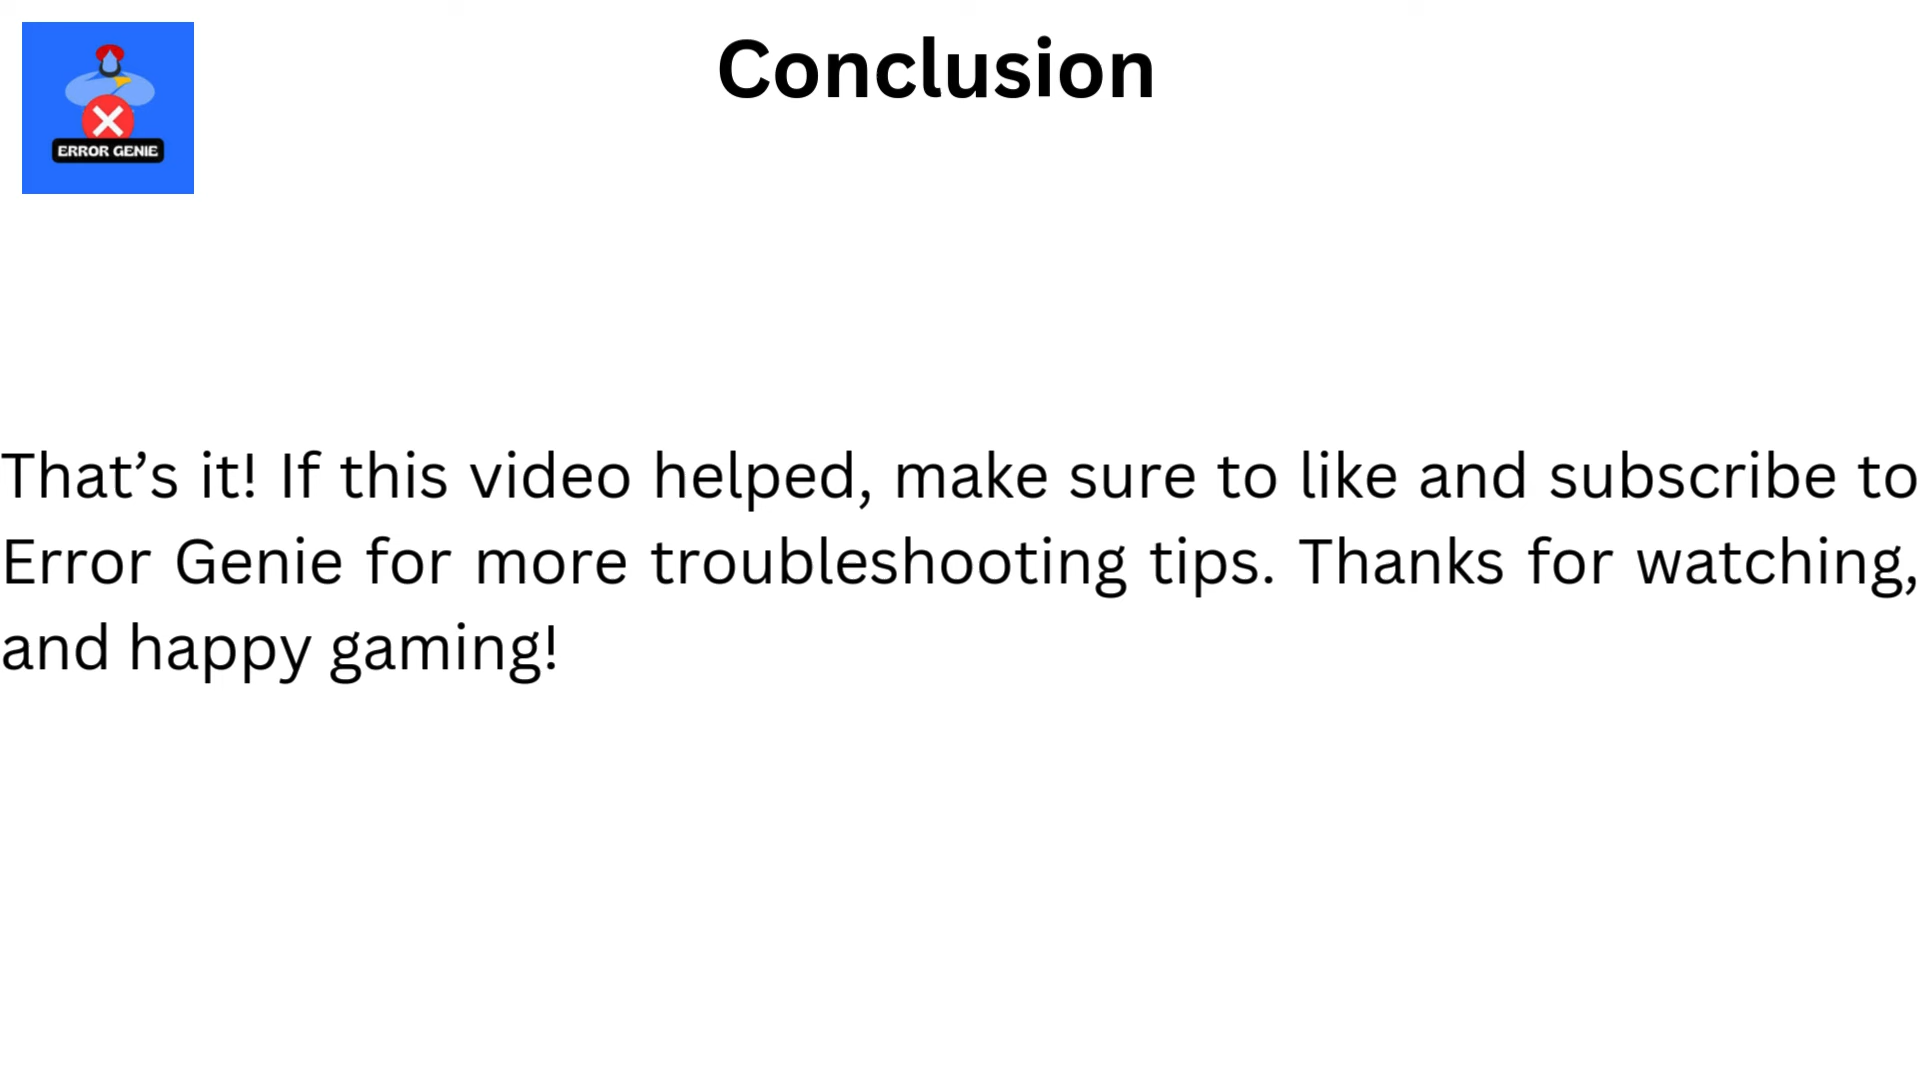 ERROR GENIE
Conclusion
That’s it! If this video helped, make sure to like and subscribe to
Error Genie for more troubleshooting tips. Thanks for watching,
and happy gaming!